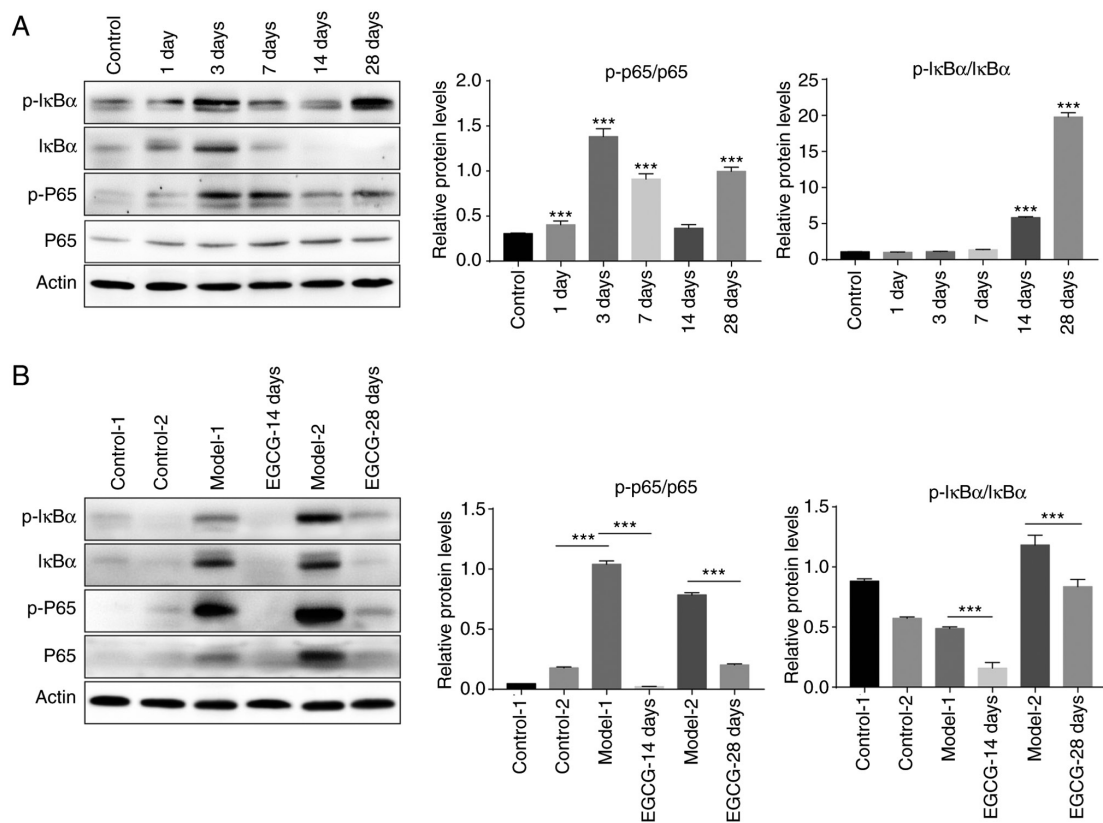 A
Control
1 day
3 days
7 days
14 days
28 days
p-IκBα
IκBα
p-P65
P65
Actin
p-p65/p65
Relative protein levels
2.0
1.5
1.0
0.5
0.0
***
***
***
***
Control
1 day
3 days
7 days
14 days
28 days
p-IκBα/IκBα
Relative protein levels
25
20
15
10
5
0
***
***
Control
1 day
3 days
7 days
14 days
28 days
B
Control-1
Control-2
Model-1
EGCG-14 days
Model-2
EGCG-28 days
p-IκBα
IκBα
p-P65
P65
Actin
p-p65/p65
Relative protein levels
1.5
1.0
0.5
0.0
***
***
***
Control-1
Control-2
Model-1
EGCG-14 days
Model-2
EGCG-28 days
p-IκBα/IκBα
Relative protein levels
1.5
1.0
0.5
0.0
***
***
Control-1
Control-2
Model-1
EGCG-14 days
Model-2
EGCG-28 days